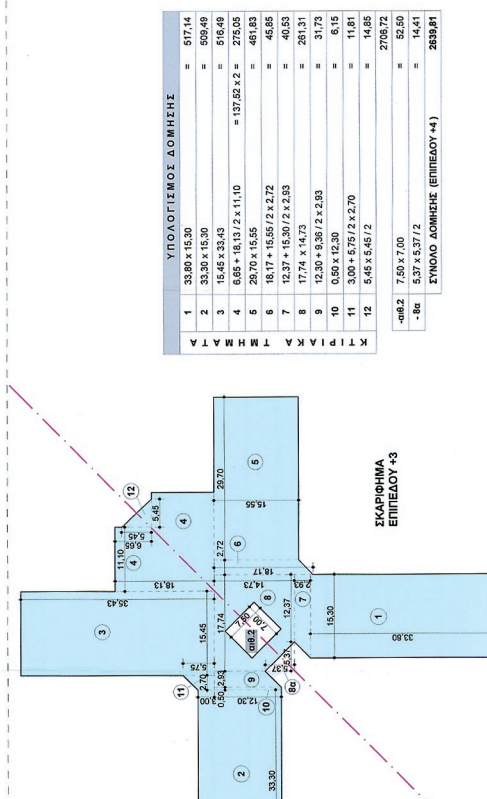 ΥΠΟΛΟΓΙΣΜΟΣ ΔΟΜΗΣΗΣ
ΚΤΙΡΙΑΚΑ ΤΜΗΜΑΤΑ
1 33,80 x 15,30 = 517,14
2 33,30 x 15,30 = 509,49
3 15,45 x 33,43 = 516,49
4 6,65 + 18,13 / 2 x 11,10 = 137,52 x 2 = 275,05
5 29,70 x 15,55 = 461,83
6 18,17 + 15,55 / 2 x 2,72 = 45,85
7 12,37 + 15,30 / 2 x 2,93 = 40,53
8 17,74 x 14,73 = 261,31
9 12,30 + 9,36 / 2 x 2,93 = 31,73
10 0,50 x 12,30 = 6,15
11 3,00 + 5,75 / 2 x 2,70 = 11,81
12 5,45 x 5,45 / 2 = 14,85
2706,72
-αιθ.2 7,50 x 7,00 = 52,50
- 8α 5,37 x 5,37 / 2 = 14,41
ΣΥΝΟΛΟ ΔΟΜΗΣΗΣ (ΕΠΙΠΕΔΟΥ +4) 2639,81
ΣΚΑΡΙΦΗΜΑ
ΕΠΙΠΕΔΟΥ +3
12
5,45
5,45
6,65
11,10
4
4
18,13
35,43
3
15,45
29,70
5
15,55
2,72
6
18,17
14,73
17,74
7,50
7,00
αιθ.2
8
12,37
2,93
7
15,30
1
33,80
5,75
2,70
11
3,00
0,50
2,93
9
12,30
10
5,37
5,37
8α
2
33,30